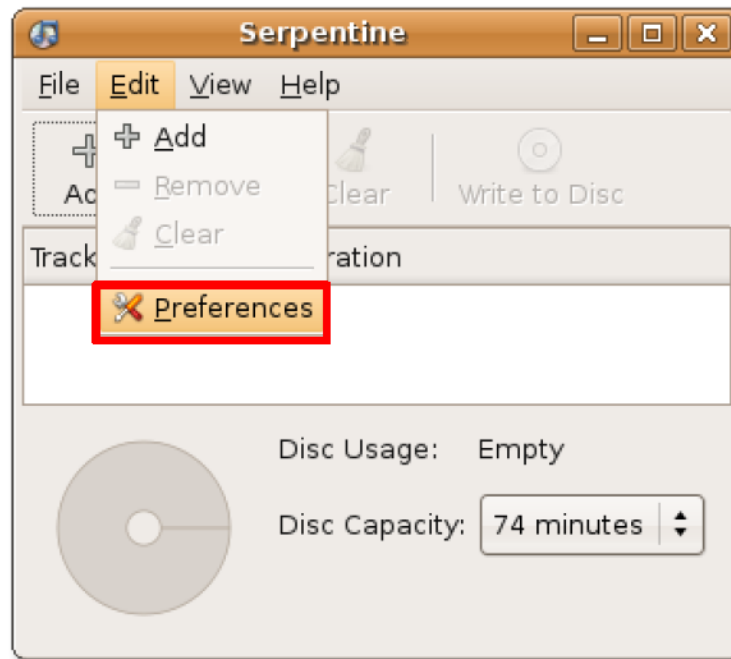 Serpentine
File Edit View Help
Add
Remove
Clear
Preferences
Ad
Clear
Write to Disc
Track
ration
Disc Usage: Empty
Disc Capacity: 74 minutes